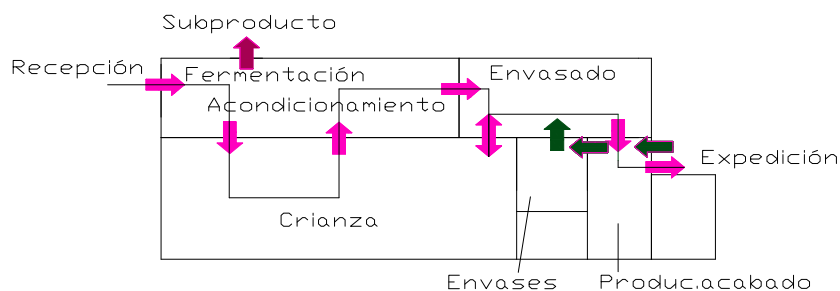 Subproducto
Recepción
Fermentación
Envasado
Acondicionamiento
Expedición
Crianza
Envases
Produc.acabado